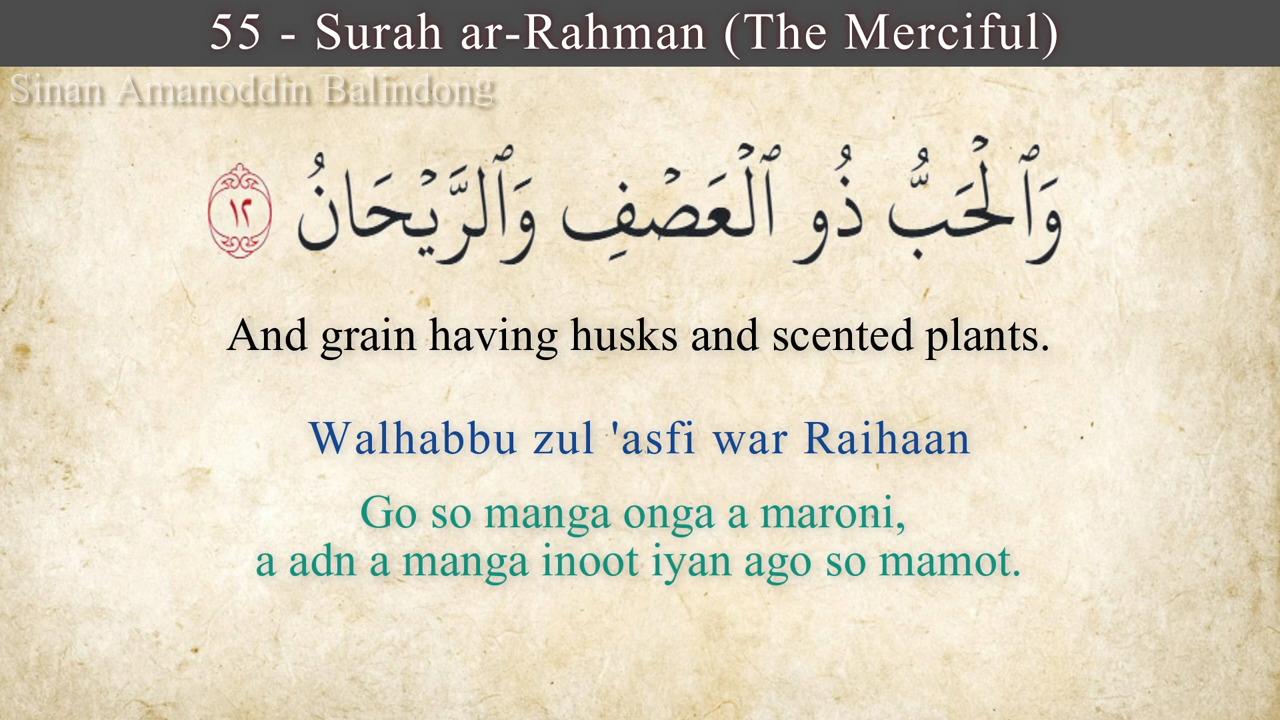 55 - Surah ar-Rahman (The Merciful)
Sinan Amanoddin Balindong
وَٱلْحَبُّ ذُو ٱلْعَصْفِ وَٱلرَّيْحَانُ ١٢
And grain having husks and scented plants.
Walhabbu zul 'asfi war Raihaan
Go so manga onga a maroni,
a adn a manga inoot iyan ago so mamot.